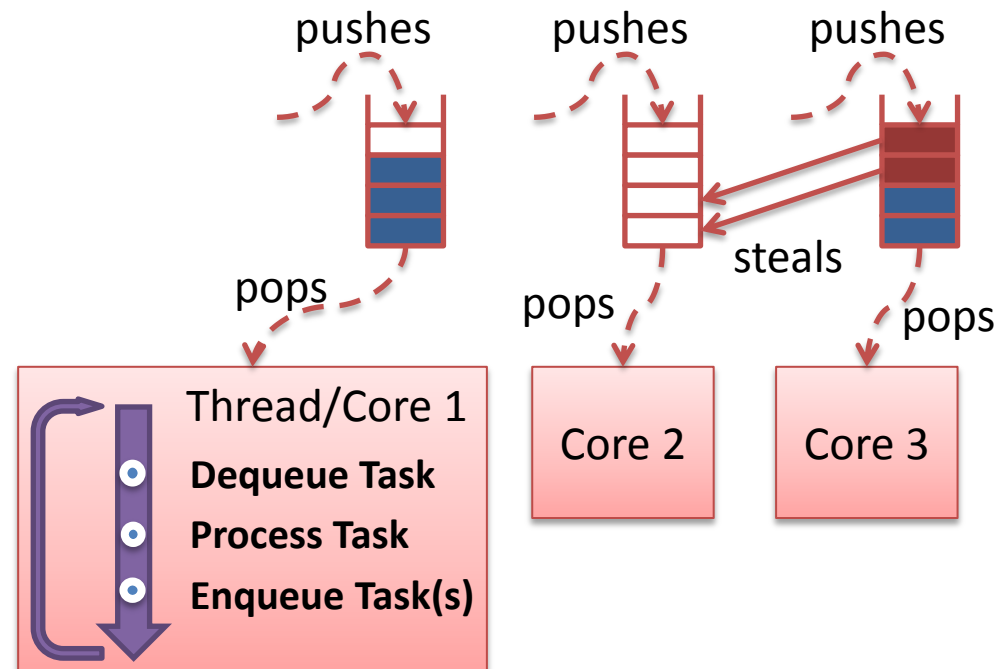 pushes
pushes
pushes
steals
pops
pops
pops
Thread/Core 1
Dequeue Task
Process Task
Enqueue Task(s)
Core 2
Core 3